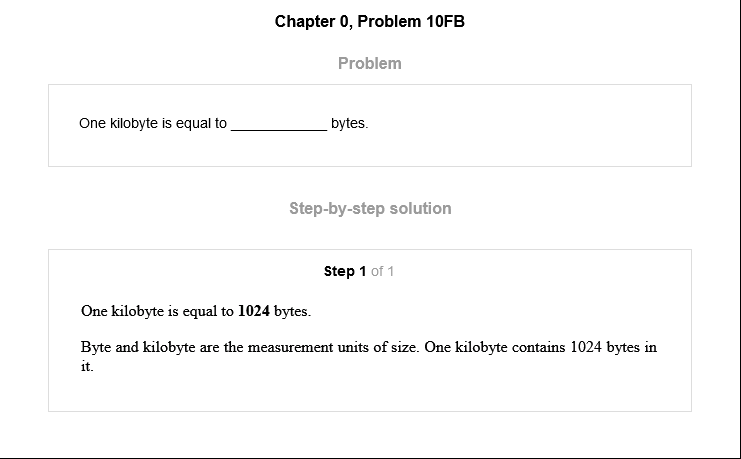 Chapter 0, Problem 10FB
Problem
One kilobyte is equal to ____________ bytes.
Step-by-step solution
Step 1 of 1
One kilobyte is equal to 1024 bytes.
Byte and kilobyte are the measurement units of size. One kilobyte contains 1024 bytes in
it.